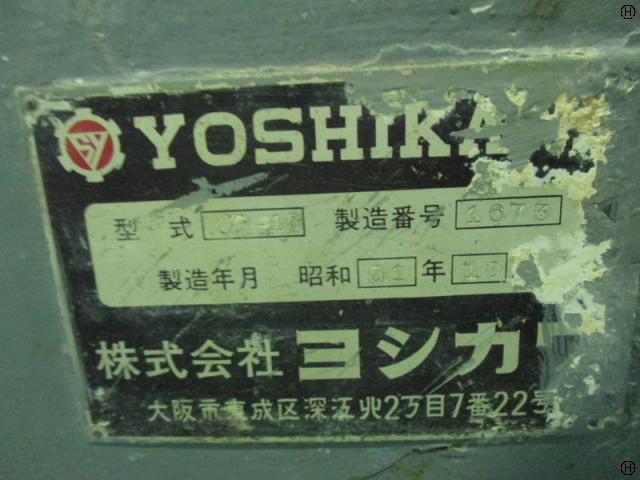 YOSHIKA
型式 製造番号 1673
製造年月 昭和 51 年
株式会社 ヨシカ
大阪市東成区深江北2丁目7番22号